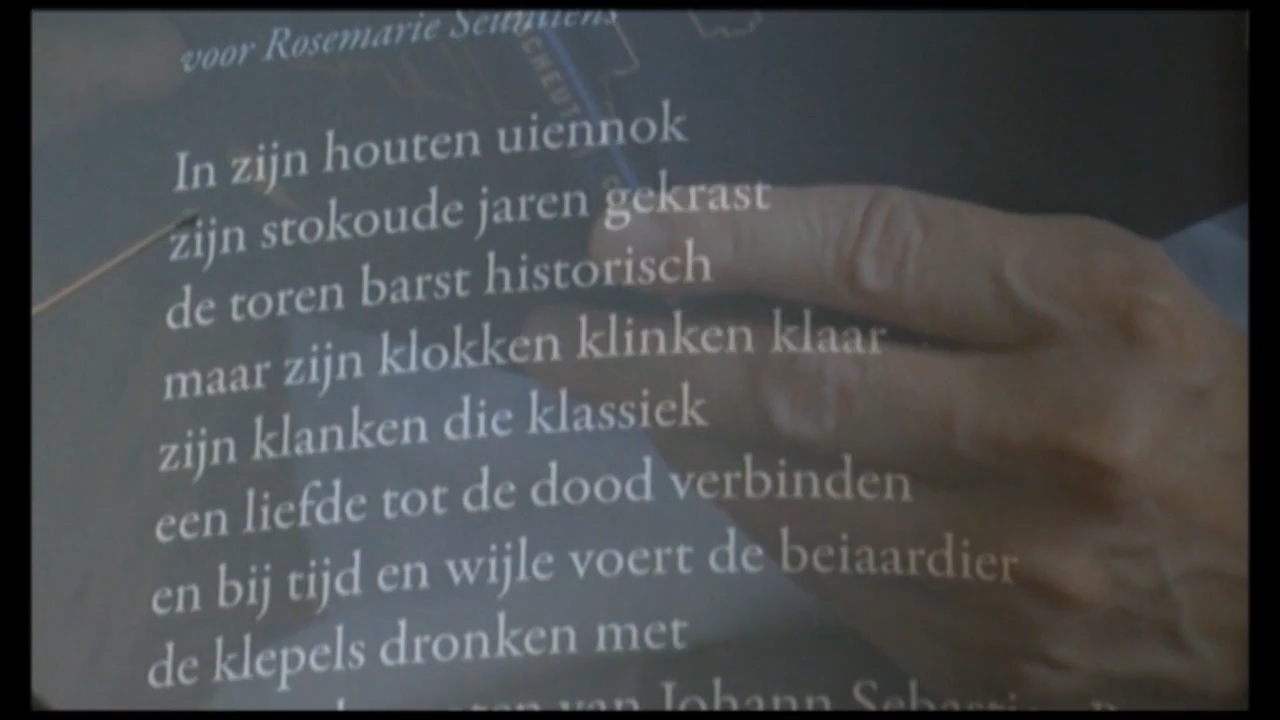 voor Rosemarie
In zijn houten uiennok
zijn stokoude jaren gekrast
de toren barst historisch
maar zijn klokken klinken klaar
zijn klanken die klassiek
een liefde tot de dood verbinden
en bij tijd en wijle voert de beiaardier
de klepels dronken met
van Johann